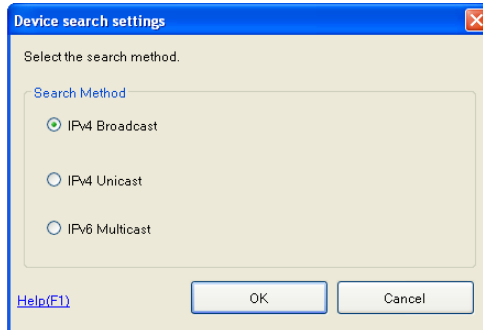 Device search settings
Select the search method.
Search Method
IPv4 Broadcast
IPv4 Unicast
IPv6 Multicast
Help(F1)
OK
Cancel